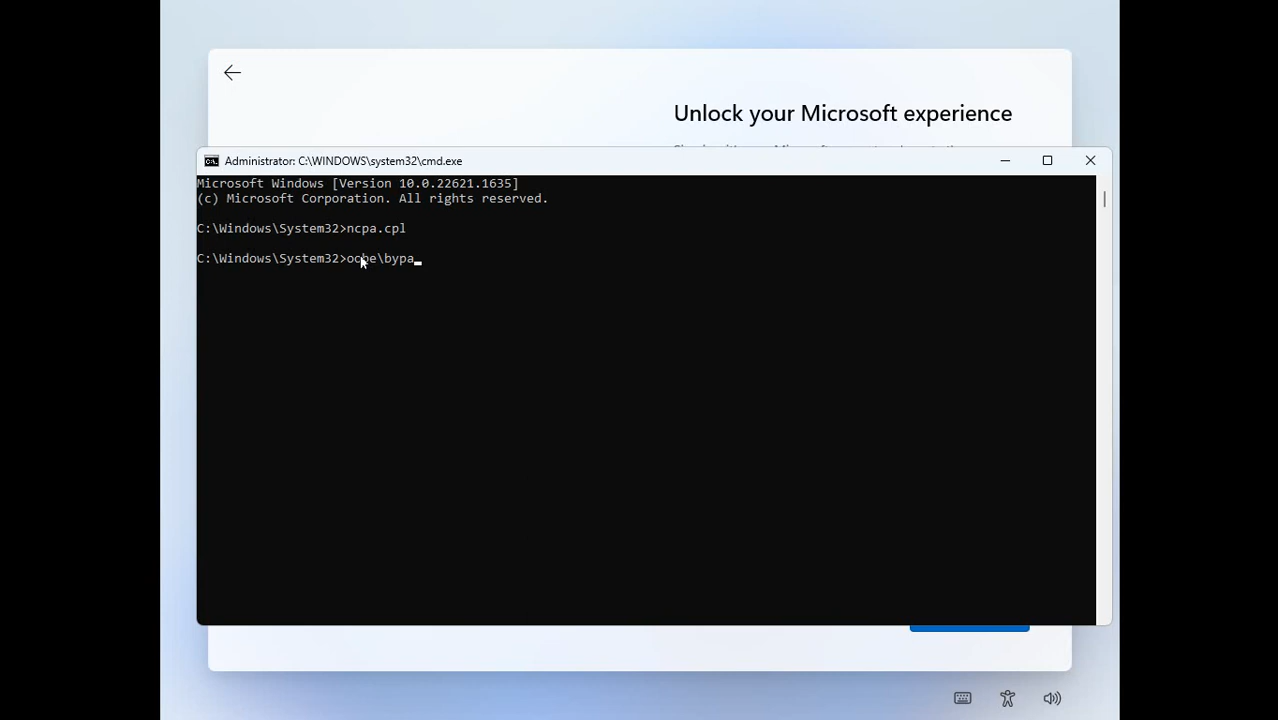 Unlock your Microsoft experience
Administrator: C:\WINDOWS\system32\cmd.exe
Microsoft Windows [Version 10.0.22621.1635]
(c) Microsoft Corporation. All rights reserved.
C:\Windows\System32>ncpa.cpl
C:\Windows\System32>oobe\bypa